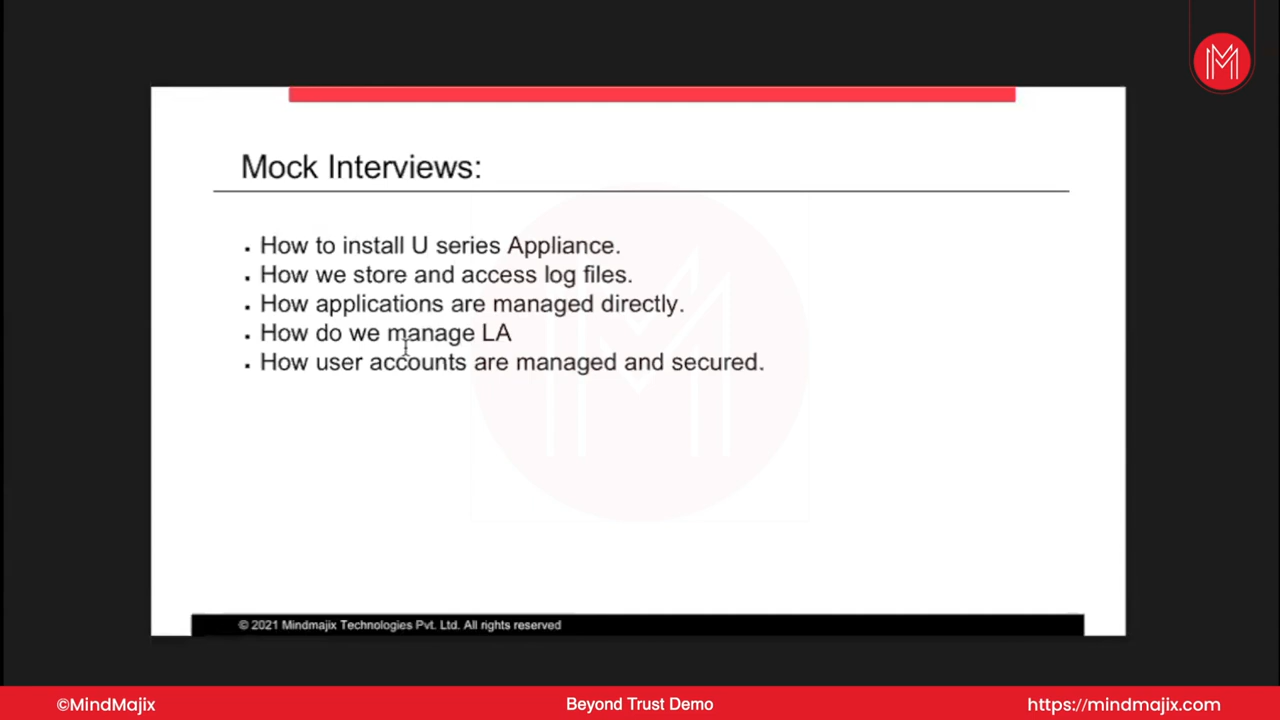 Mock Interviews:
▪ How to install U series Appliance.
▪ How we store and access log files.
▪ How applications are managed directly.
▪ How do we manage LA
▪ How user accounts are managed and secured.
© 2021 Mindmajix Technologies Pvt. Ltd. All rights reserved
©MindMajix
Beyond Trust Demo
https://mindmajix.com